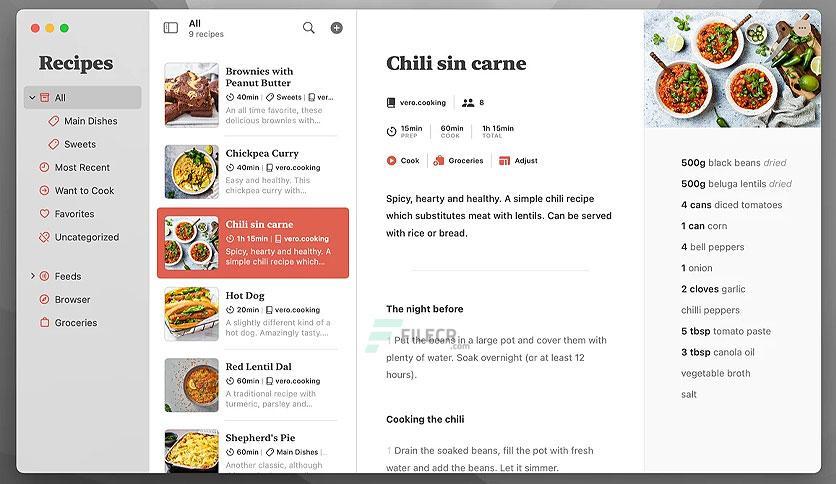 Recipes
All
Main Dishes
Sweets
Most Recent
Want to Cook
Favorites
Uncategorized
Feeds
Browser
Groceries
All
9 recipes
Brownies with
Peanut Butter
40min | Sweets | ver...
An all time favorite, these
delicious brownies with...
Chickpea Curry
40min | vero.cooking
Easy and healthy. This
chickpea curry with...
Chili sin carne
1h 15min | vero.cooking
Spicy, hearty and healthy. A
simple chili recipe which...
Hot Dog
20min | vero.cooking
A slightly different kind of a
hot dog. Amazingly tasty....
Red Lentil Dal
60min | vero.cooking
A traditional recipe with
turmeric, parsley and...
Shepherd's Pie
60min | Main Dishes |...
Another classic, although
Chili sin carne
vero.cooking | 8
15min 60min 1h 15min
PREP COOK TOTAL
Cook | Groceries | Adjust
Spicy, hearty and healthy. A simple chili recipe
which substitutes meat with lentils. Can be served
with rice or bread.
The night before
FILECR
.com
1 Put the beans in a large pot and cover them with
plenty of water. Soak overnight (or at least 12
hours).
Cooking the chili
1 Drain the soaked beans, fill the pot with fresh
water and add the beans. Let it simmer.
500g black beans dried
500g beluga lentils dried
4 cans diced tomatoes
1 can corn
4 bell peppers
1 onion
2 cloves garlic
chilli peppers
5 tbsp tomato paste
3 tbsp canola oil
vegetable broth
salt